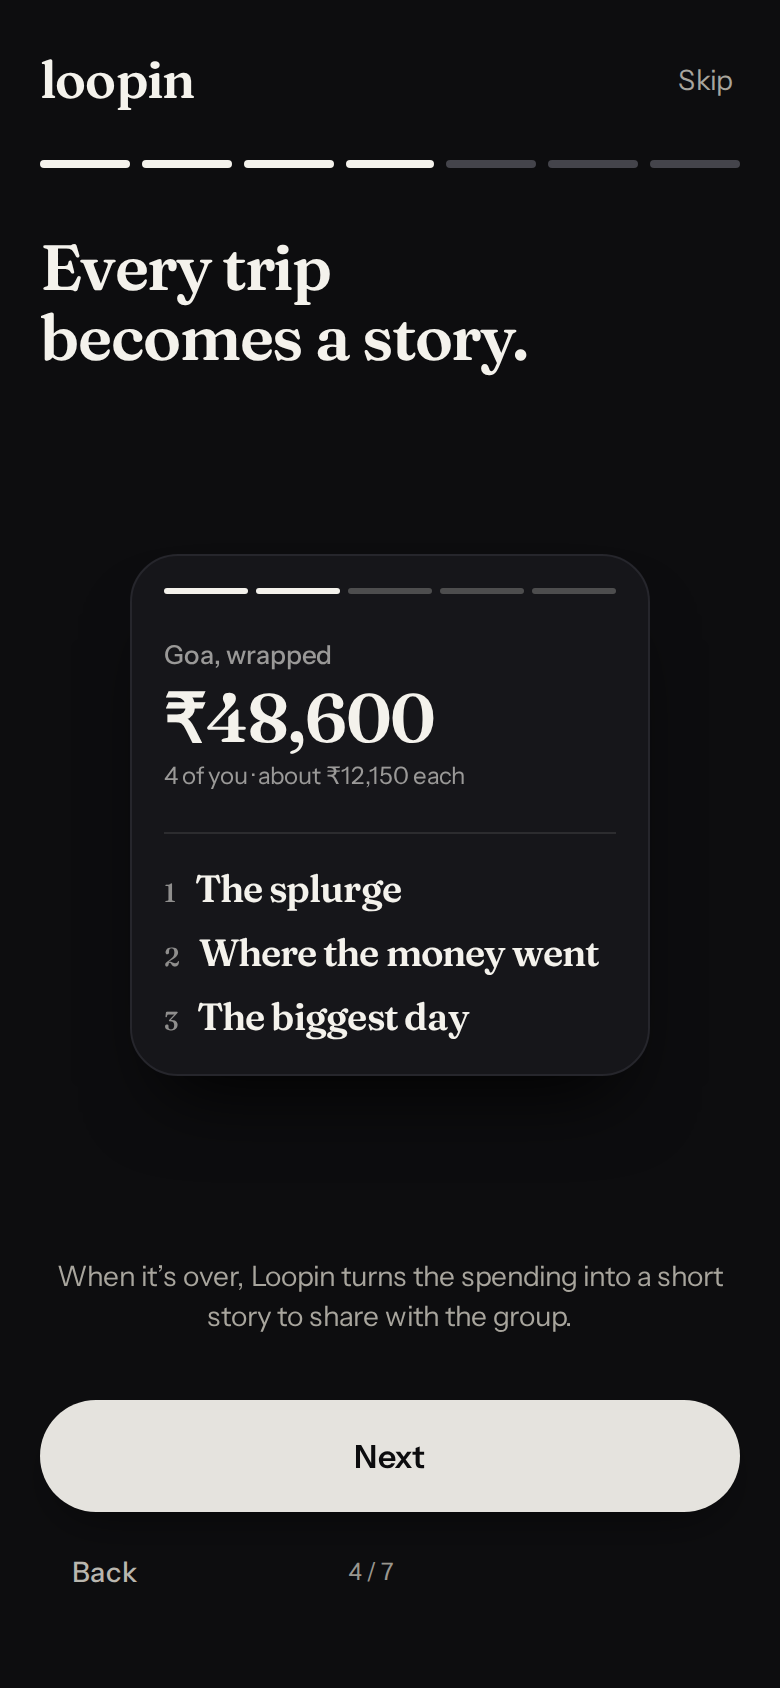 loopin
Skip
Every trip
becomes a story.
Goa, wrapped
₹48,600
4 of you · about ₹12,150 each
1 The splurge
2 Where the money went
3 The biggest day
When it’s over, Loopin turns the spending into a short
story to share with the group.
Next
Back
4 / 7